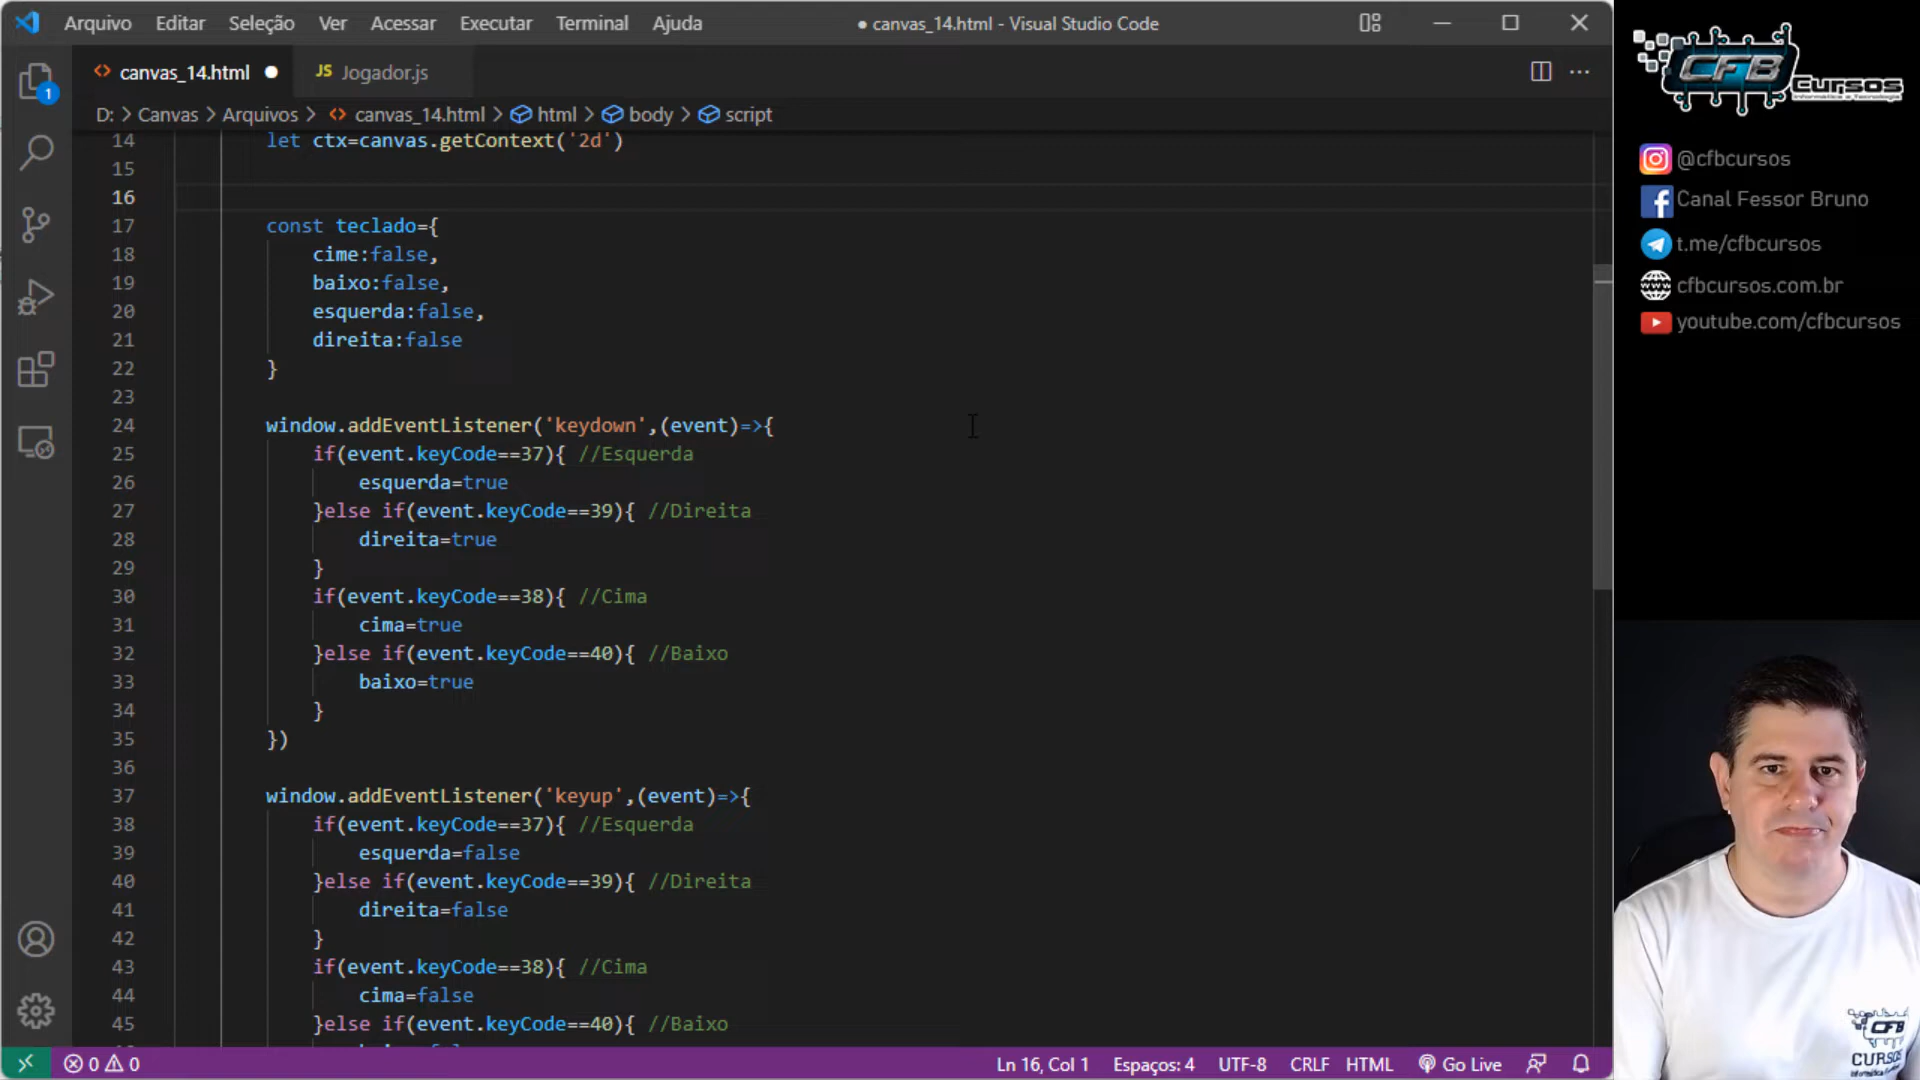 Arquivo Editar Seleção Ver Acessar Executar Terminal Ajuda ● canvas_14.html - Visual Studio Code
canvas_14.html JS Jogador.js
1
D: > Canvas > Arquivos > canvas_14.html > html > body > script
14 let ctx=canvas.getContext('2d')
15
16
17 const teclado={
18 cime:false,
19 baixo:false,
20 esquerda:false,
21 direita:false
22 }
23
24 window.addEventListener('keydown',(event)=>{
25 if(event.keyCode==37){ //Esquerda
26 esquerda=true
27 }else if(event.keyCode==39){ //Direita
28 direita=true
29 }
30 if(event.keyCode==38){ //Cima
31 cima=true
32 }else if(event.keyCode==40){ //Baixo
33 baixo=true
34 }
35 })
36
37 window.addEventListener('keyup',(event)=>{
38 if(event.keyCode==37){ //Esquerda
39 esquerda=false
40 }else if(event.keyCode==39){ //Direita
41 direita=false
42 }
43 if(event.keyCode==38){ //Cima
44 cima=false
45 }else if(event.keyCode==40){ //Baixo
0 0 Ln 16, Col 1 Espaços: 4 UTF-8 CRLF HTML Go Live
CFB Cursos
@cfbcursos
Canal Fessor Bruno
t.me/cfbcursos
cfbcursos.com.br
youtube.com/cfbcursos
CFB
CURSOS